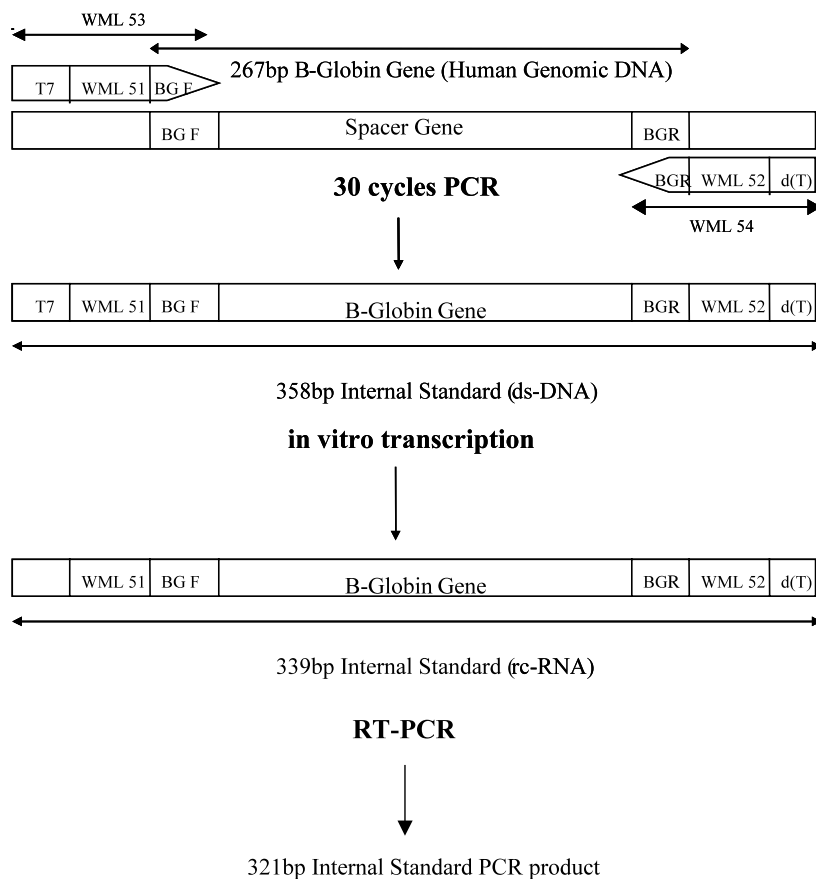 WML 53
267bp B-Globin Gene (Human Genomic DNA)
T7 WML 51 BG F
BG F Spacer Gene BGR
BGR WML 52 d(T)
30 cycles PCR
WML 54
T7 WML 51 BG F B-Globin Gene BGR WML 52 d(T)
358bp Internal Standard (ds-DNA)
in vitro transcription
WML 51 BG F B-Globin Gene BGR WML 52 d(T)
339bp Internal Standard (rc-RNA)
RT-PCR
321bp Internal Standard PCR product